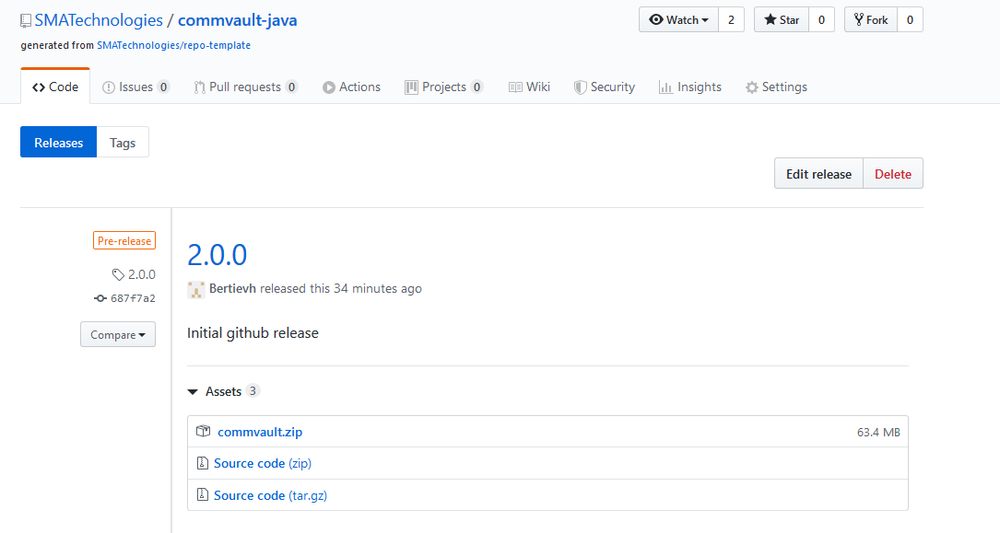 SMATechnologies / commvault-java
Watch 2 Star 0 Fork 0
generated from SMATechnologies/repo-template
Code Issues 0 Pull requests 0 Actions Projects 0 Wiki Security Insights Settings
Releases Tags
Edit release Delete
Pre-release
2.0.0
687f7a2
Compare
2.0.0
Bertievh released this 34 minutes ago
Initial github release
Assets 3
commvault.zip 63.4 MB
Source code (zip)
Source code (tar.gz)